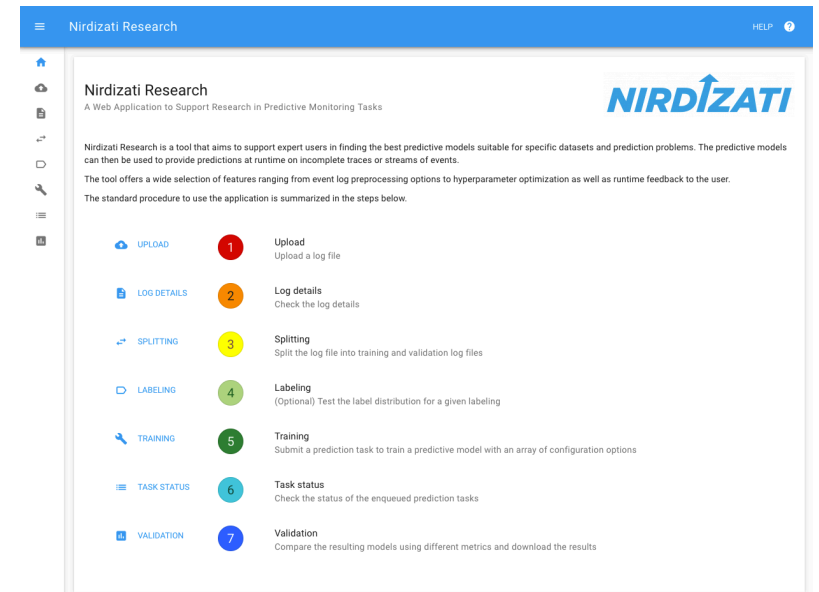 Nirdizati Research
HELP ?
Nirdizati Research
A Web Application to Support Research in Predictive Monitoring Tasks
NIRDIZATI
Nirdizati Research is a tool that aims to support expert users in finding the best predictive models suitable for specific datasets and prediction problems. The predictive models
can then be used to provide predictions at runtime on incomplete traces or streams of events.
The tool offers a wide selection of features ranging from event log preprocessing options to hyperparameter optimization as well as runtime feedback to the user.
The standard procedure to use the application is summarized in the steps below.
UPLOAD 1 Upload
Upload a log file
LOG DETAILS 2 Log details
Check the log details
SPLITTING 3 Splitting
Split the log file into training and validation log files
LABELING 4 Labeling
(Optional) Test the label distribution for a given labeling
TRAINING 5 Training
Submit a prediction task to train a predictive model with an array of configuration options
TASK STATUS 6 Task status
Check the status of the enqueued prediction tasks
VALIDATION 7 Validation
Compare the resulting models using different metrics and download the results